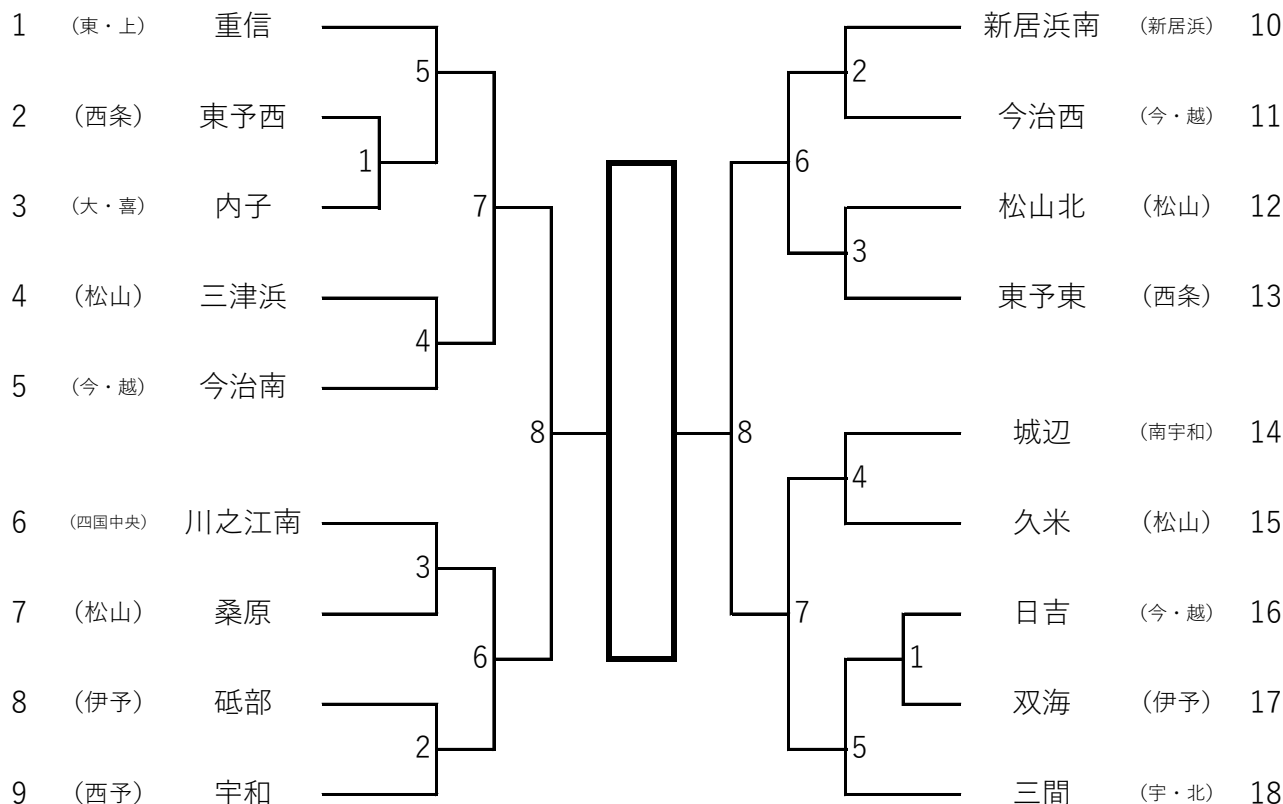 1 （東・上） 重信 新居浜南 （新居浜） 10
5 2
2 （西条） 東予西 今治西 （今・越） 11
1 6
3 （大・喜） 内子 7 松山北 （松山） 12
3
4 （松山） 三津浜 東予東 （西条） 13
4
5 （今・越） 今治南
8 8 城辺 （南宇和） 14
4
6 （四国中央） 川之江南 久米 （松山） 15
3
7 （松山） 桑原 7 日吉 （今・越） 16
6 1
8 （伊予） 砥部 双海 （伊予） 17
2 5
9 （西予） 宇和 三間 （宇・北） 18